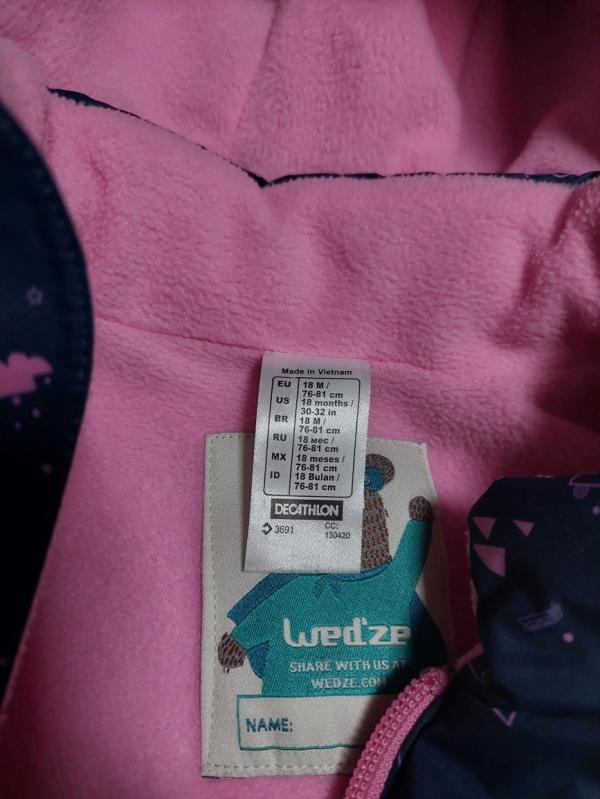 Made in Vietnam
EU 18 M /
76-81 cm
US 18 months /
30-32 in
BR 18 M /
76-81 cm
RU 18 мес /
76-81 cm
MX 18 meses /
76-81 cm
ID 18 Bulan /
76-81 cm
DECATHLON
3691 CC:
130420
Wed'ze
SHARE WITH US AT
WEDZE.COM
NAME: